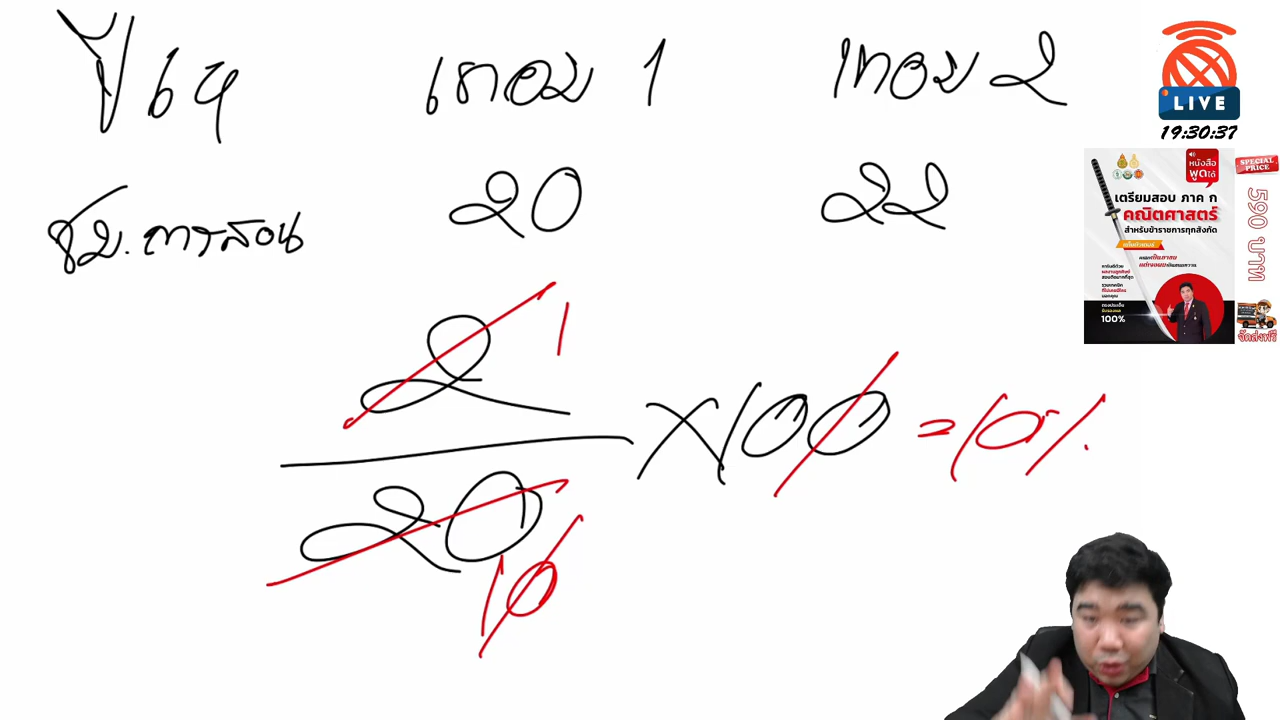 ปี 64 เทอม 1 เทอม 2
ชม. การสอน 20 22
2 1
20 × 100 = 10%
10
LIVE
19:30:37
หนังสือ
พูดได้
SPECIAL PRICE
590 บาท
จัดส่งฟรี
เตรียมสอบ ภาค ก
คณิตศาสตร์
สำหรับข้าราชการทุกสังกัด
100%